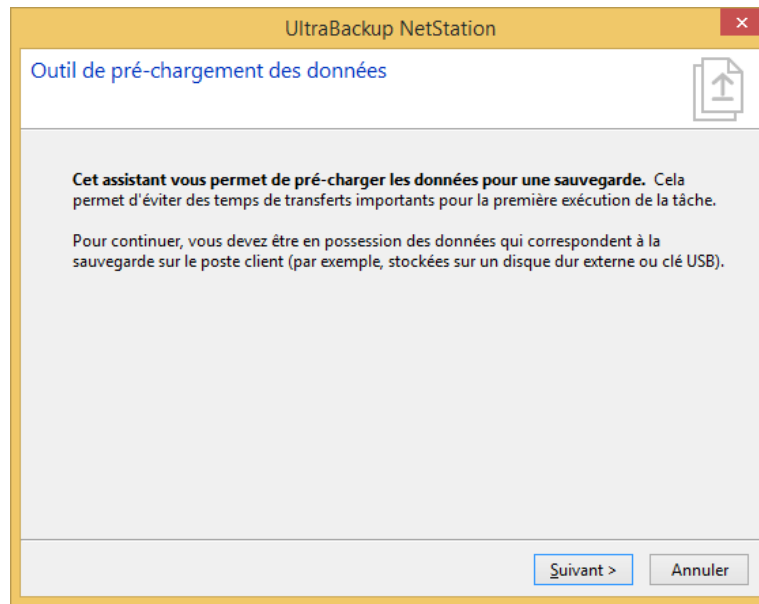 UltraBackup NetStation
Outil de pré-chargement des données
Cet assistant vous permet de pré-charger les données pour une sauvegarde. Cela
permet d'éviter des temps de transferts importants pour la première exécution de la tâche.
Pour continuer, vous devez être en possession des données qui correspondent à la
sauvegarde sur le poste client (par exemple, stockées sur un disque dur externe ou clé USB).
Suivant >
Annuler